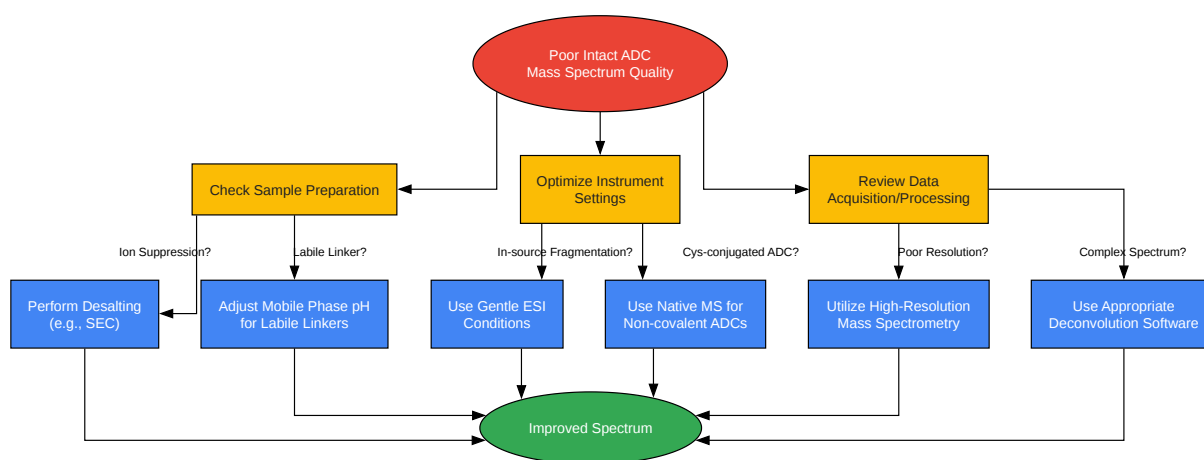 Poor Intact ADC
Mass Spectrum Quality
Check Sample Preparation
Optimize Instrument
Settings
Review Data
Acquisition/Processing
Ion Suppression?
Labile Linker?
In-source Fragmentation?
Cys-conjugated ADC?
Poor Resolution?
Complex Spectrum?
Perform Desalting
(e.g., SEC)
Adjust Mobile Phase pH
for Labile Linkers
Use Gentle ESI
Conditions
Use Native MS for
Non-covalent ADCs
Utilize High-Resolution
Mass Spectrometry
Use Appropriate
Deconvolution Software
Improved Spectrum